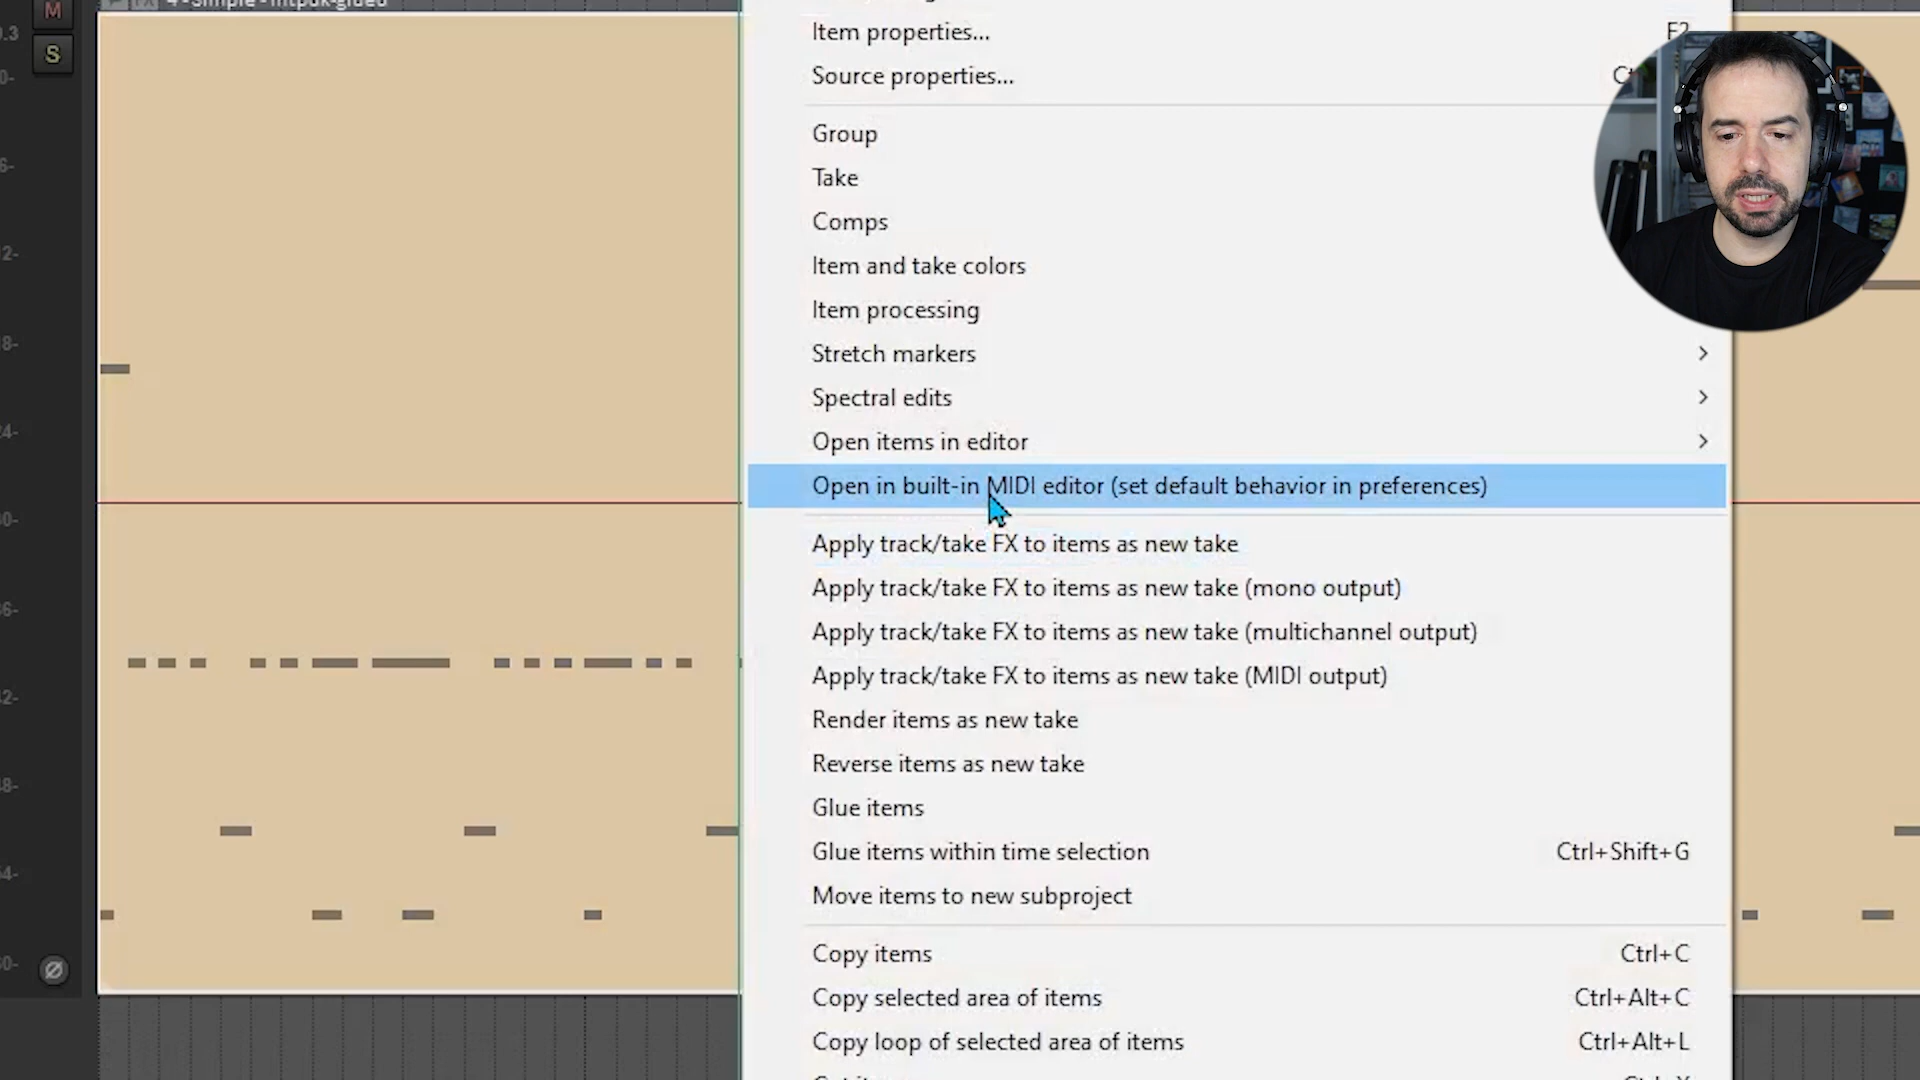 M
S
4 - Simple - mtpdk-glued
Item properties...
F2
Source properties...
Group
Take
Comps
Item and take colors
Item processing
Stretch markers
Spectral edits
Open items in editor
Open in built-in MIDI editor (set default behavior in preferences)
Apply track/take FX to items as new take
Apply track/take FX to items as new take (mono output)
Apply track/take FX to items as new take (multichannel output)
Apply track/take FX to items as new take (MIDI output)
Render items as new take
Reverse items as new take
Glue items
Glue items within time selection
Ctrl+Shift+G
Move items to new subproject
Copy items
Ctrl+C
Copy selected area of items
Ctrl+Alt+C
Copy loop of selected area of items
Ctrl+Alt+L